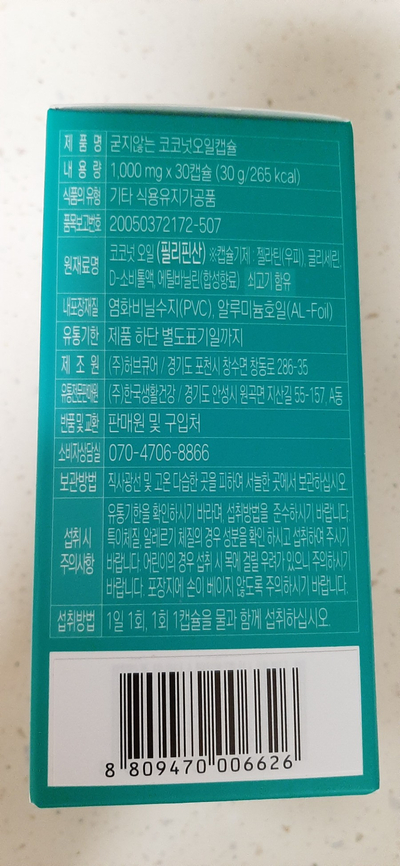 제품명 굳지않는 코코넛오일캡슐
내용량 1,000 mg x 30캡슐 (30 g/265 kcal)
식품의 유형 기타 식용유지가공품
품목보고번호 20050372172-507
원재료명 코코넛 오일 (필리핀산) ※캡슐기제 : 젤라틴(우피), 글리세린,
D-소비톨액, 에틸바닐린(합성향료) 쇠고기 함유
내포장재질 염화비닐수지(PVC), 알루미늄호일(AL-Foil)
유통기한 제품 하단 별도표기일까지
제조원 (주)허브큐어 / 경기도 포천시 창수면 창동로 286-35
유통전문판매원 (주)한국생활건강 / 경기도 안성시 원곡면 지산길 55-157, A동
반품 및 교환 판매원 및 구입처
소비자상담실 070-4706-8866
보관방법 직사광선 및 고온 다습한 곳을 피하여 서늘한 곳에서 보관하십시오.
섭취 시 주의사항 유통기한을 확인하시기 바라며, 섭취방법을 준수하시기 바랍니다.
특이체질, 알레르기 체질의 경우 성분을 확인 하시고 섭취하여 주시기
바랍니다. 어린이의 경우 섭취 시 목에 걸릴 우려가 있으니 주의하시기
바랍니다. 포장지에 손이 베이지 않도록 주의하시기 바랍니다.
섭취방법 1일 1회, 1회 1캡슐을 물과 함께 섭취하십시오.
8 809470 006626